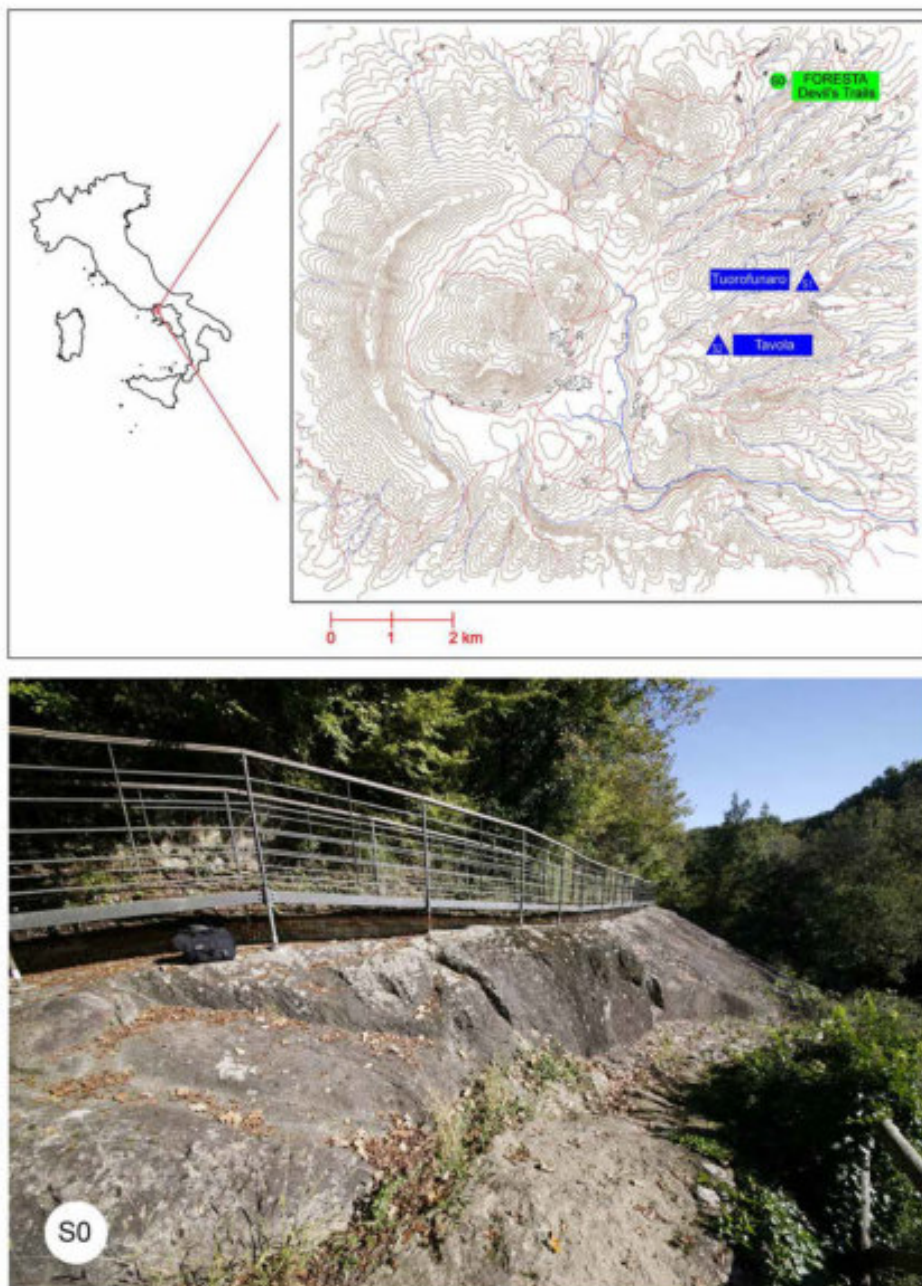 S0
FORESTA
Devil's Trails
Tuorofunaro
S1
S2
Tavola
0 1 2 km
S0